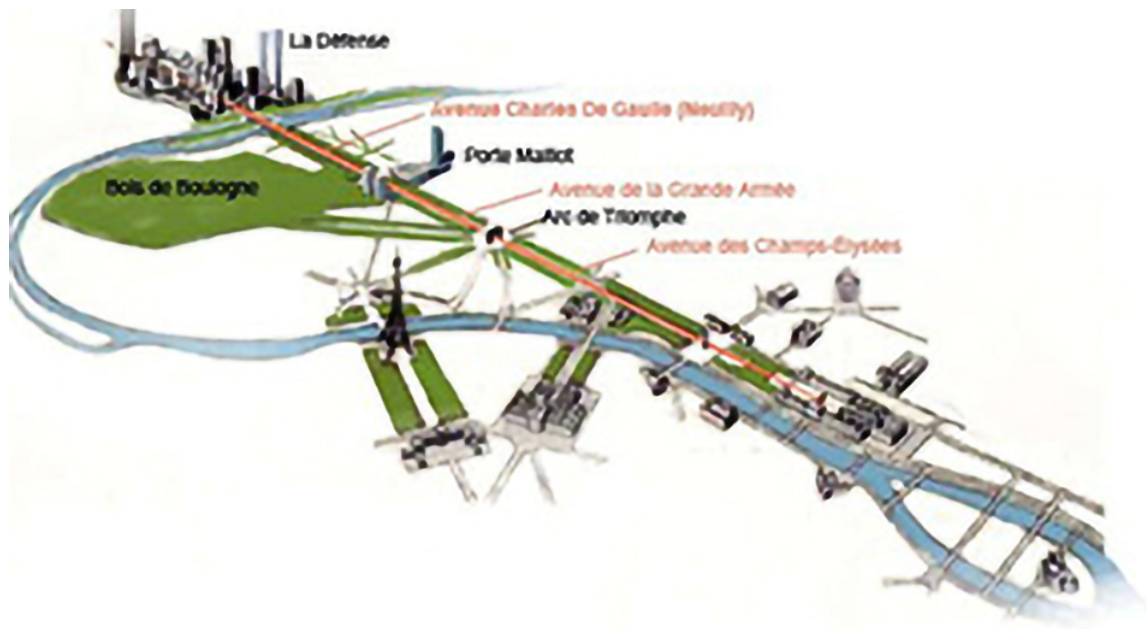 La Défense
Avenue Charles De Gaulle (Neuilly)
Porte Maillot
Bois de Boulogne
Avenue de la Grande Armée
Arc de Triomphe
Avenue des Champs-Élysées